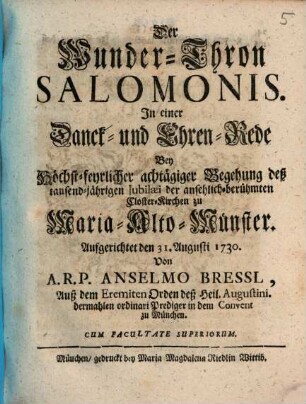 5
Der
Wunder-Thron
SALOMONIS.
In einer
Danck- und Ehren-Rede
Bey
Höchst-feyrlicher achtägiger Begehung deß
tausend-jährigen Jubilæi der ansehlich-berühmten
Closter-Kirchen zu
Maria-Alto-Münster.
Aufgerichtet den 31. Augusti 1730.
Von
A.R.P. ANSELMO BRESSL,
Auß dem Eremiten Orden deß Heil. Augustini.
dermahlen ordinari Prediger in dem Convent
zu München.
CUM FACULTATE SUPERIORUM.
München/ gedruckt bey Maria Magdalena Riedlin Wittib.